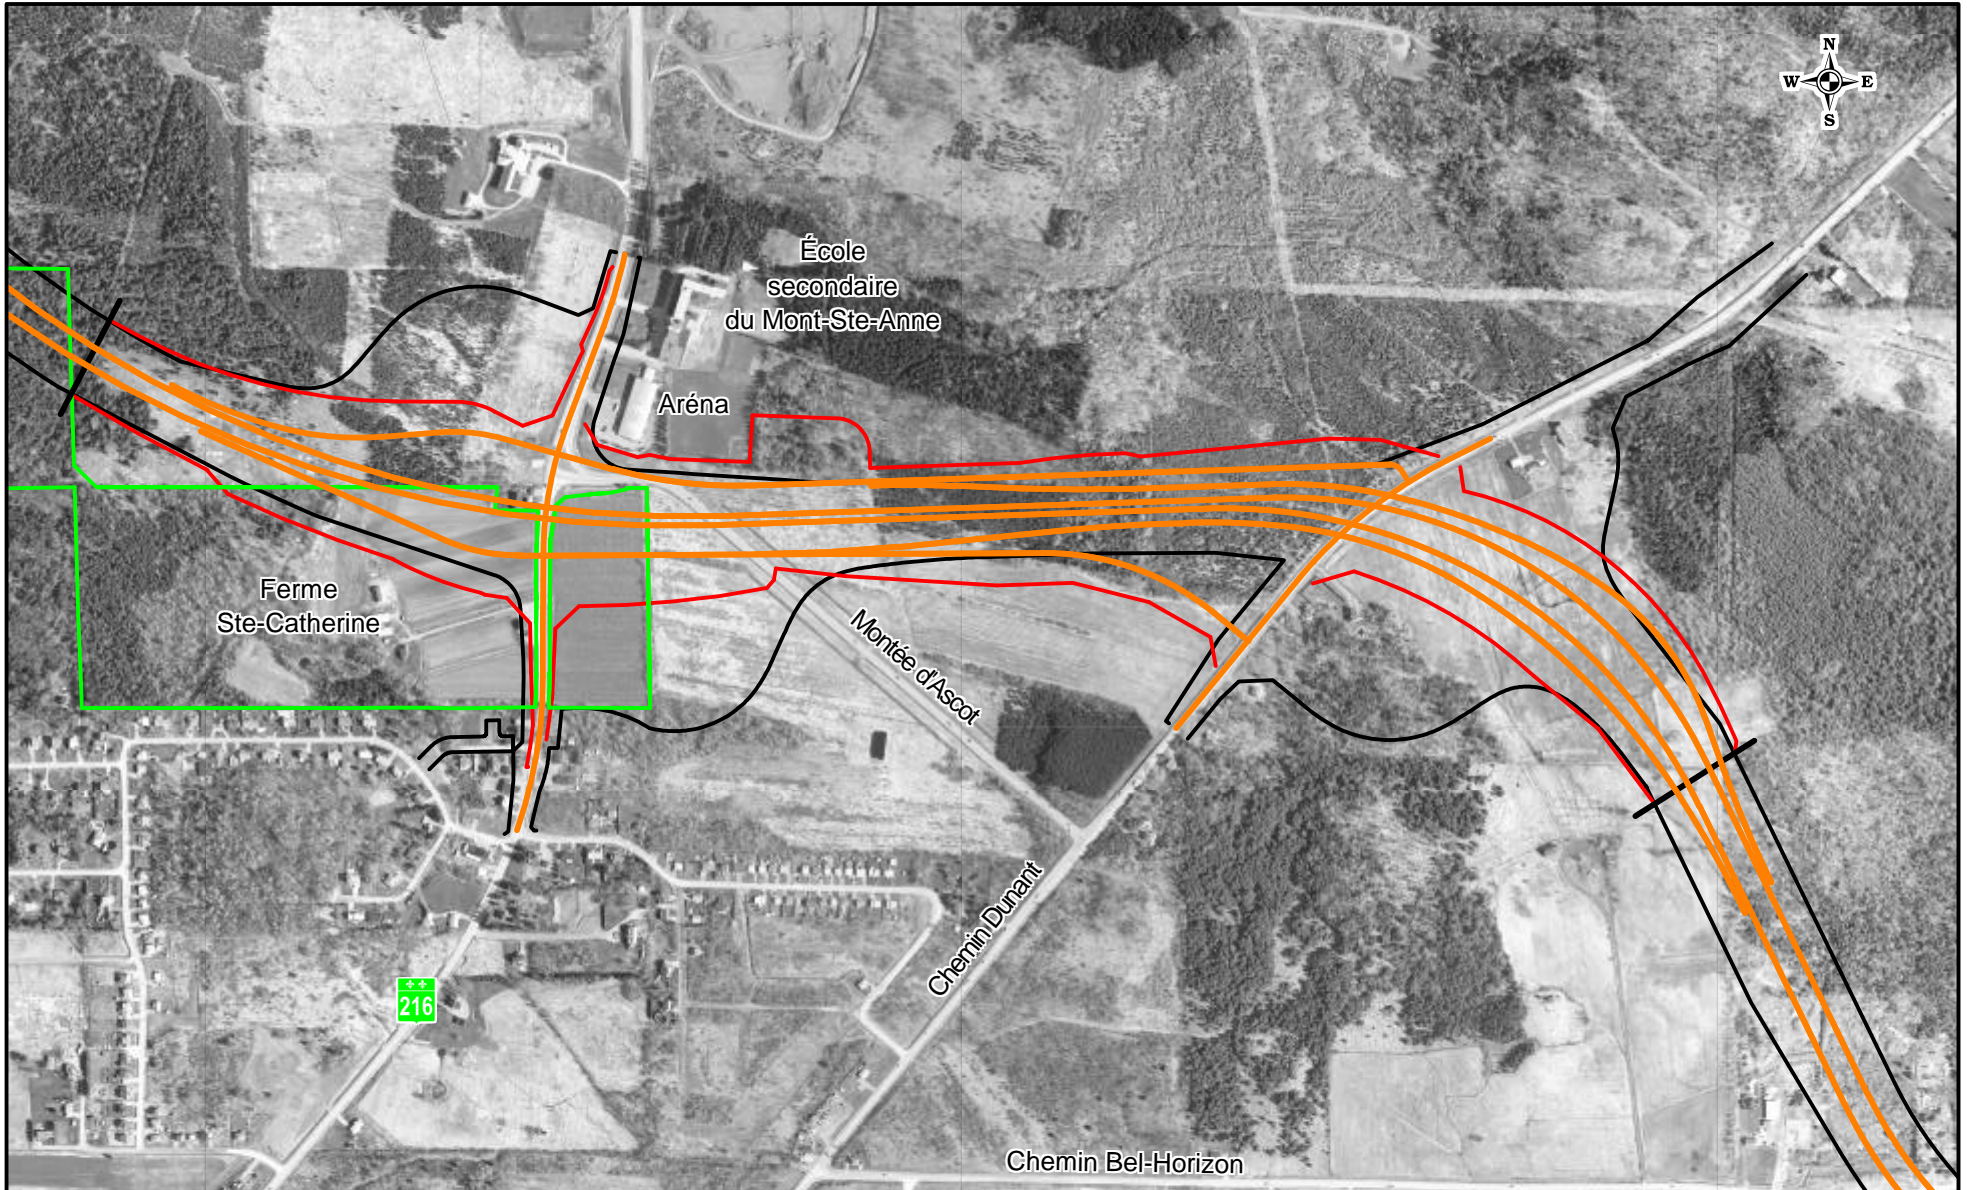 N
W E
S
École
secondaire
du Mont-Ste-Anne
Aréna
Ferme
Ste-Catherine
Montée d'Ascot
Chemin Dunant
216
Chemin Bel-Horizon